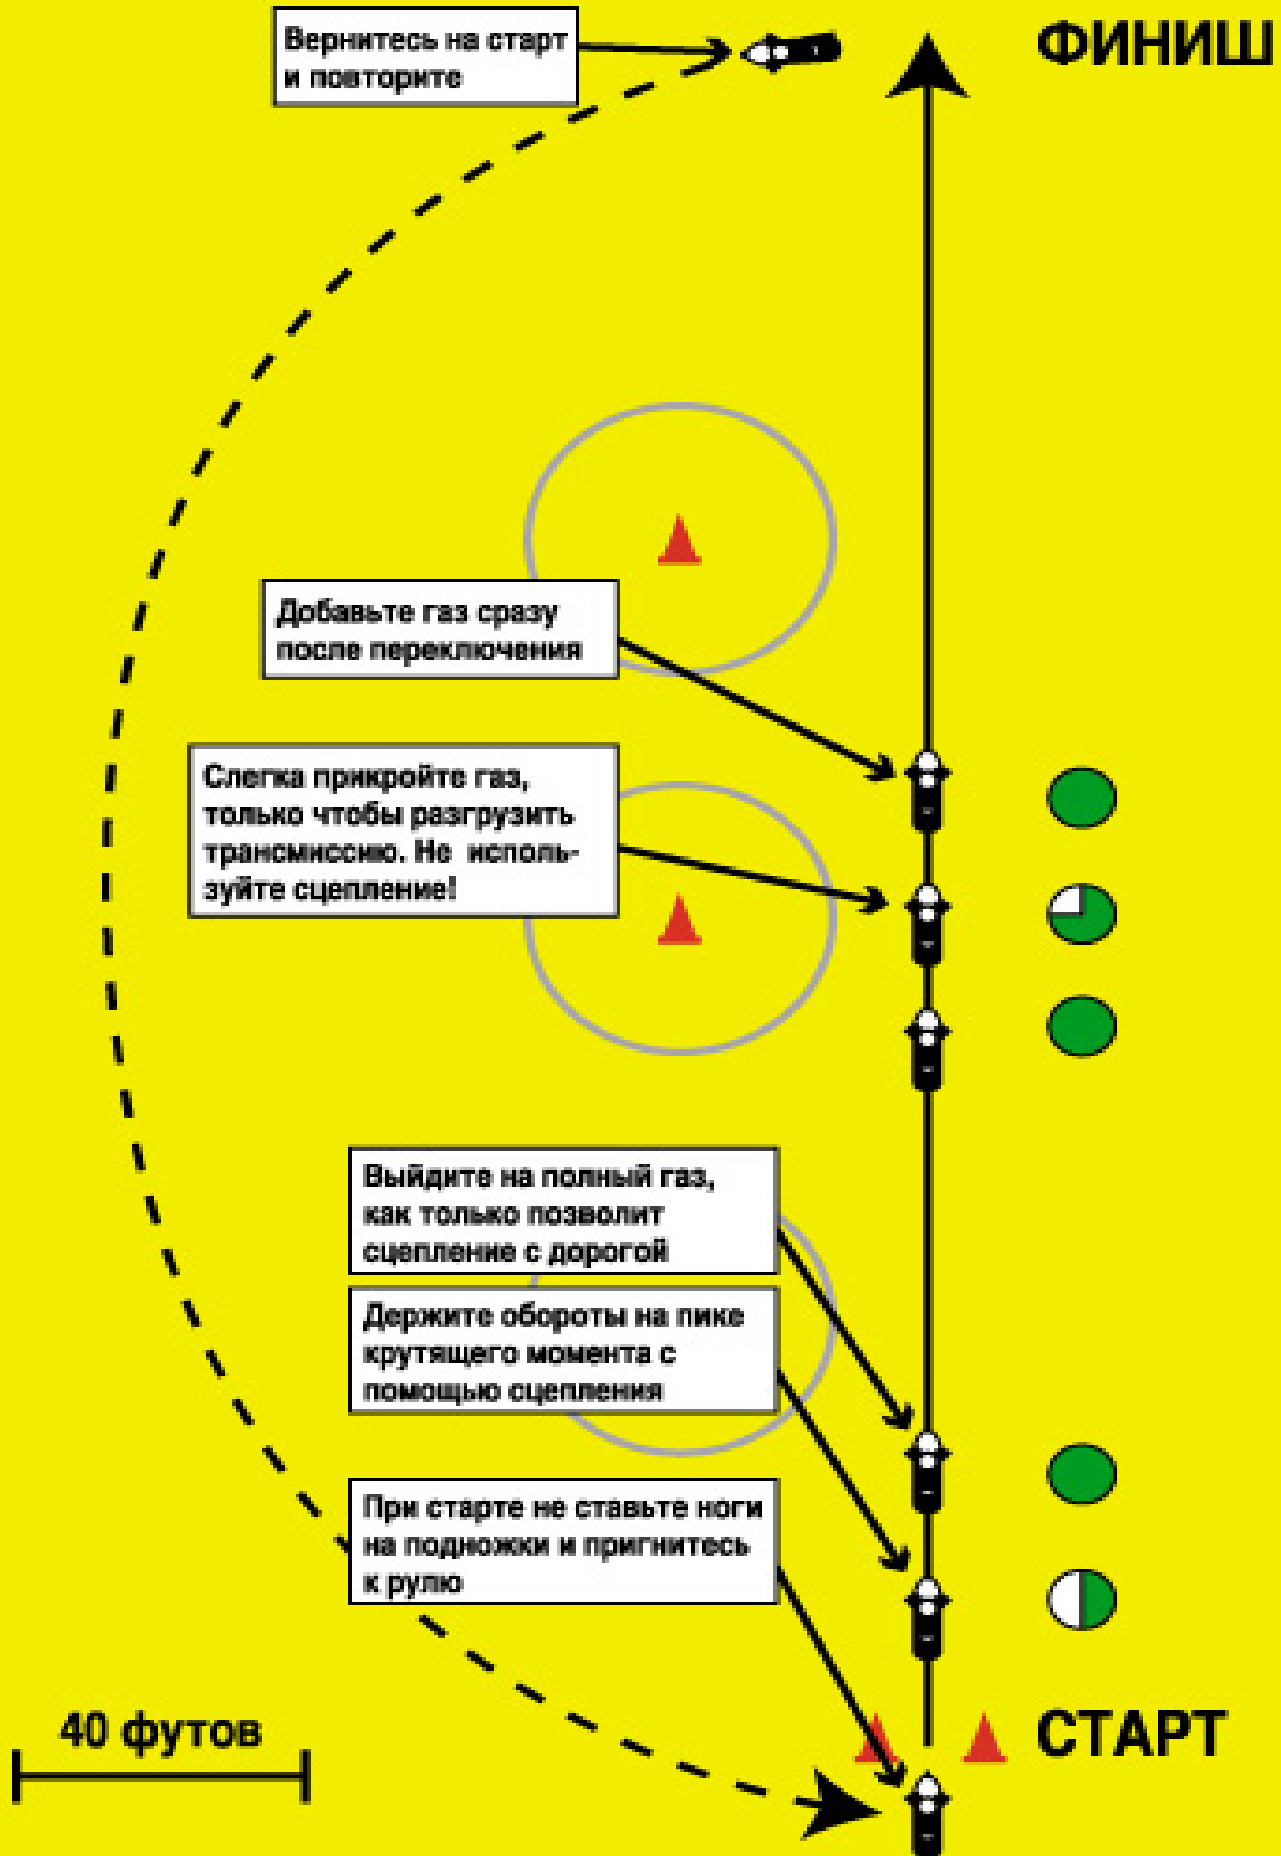 Вернитесь на старт
и повторите
ФИНИШ
Добавьте газ сразу
после переключения
Слегка прикройте газ,
только чтобы разгрузить
трансмиссию. Не исполь-
зуйте сцепление!
Выйдите на полный газ,
как только позволит
сцепление с дорогой
Держите обороты на пике
крутящего момента с
помощью сцепления
При старте не ставьте ноги
на подножки и пригнитесь
к рулю
40 футов
СТАРТ